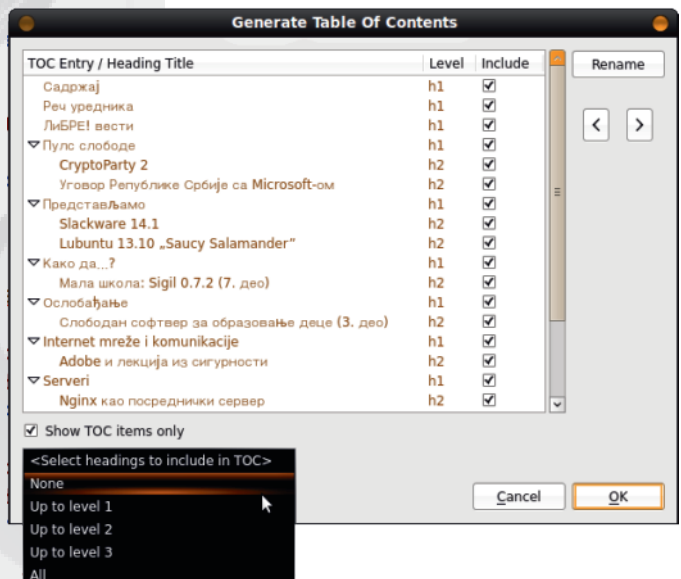 Generate Table Of Contents
TOC Entry / Heading Title Level Include
Rename
Садржај h1
Реч уредника h1
ЛиБРЕ! вести h1
< >
Пулс слободе h1
CryptoParty 2 h2
Уговор Републике Србије са Microsoft-ом h2
Представљамо h1
Slackware 14.1 h2
Lubuntu 13.10 „Saucy Salamander” h2
Како да...? h1
Мала школа: Sigil 0.7.2 (7. део) h2
Ослобађање h1
Слободан софтвер за образовање деце (3. део) h2
Internet mreže i komunikacije h1
Adobe и лекција из сигурности h2
Serveri h1
Nginx као посреднички сервер h2
Show TOC items only
<Select headings to include in TOC>
None
Up to level 1
Up to level 2
Up to level 3
All
Cancel OK